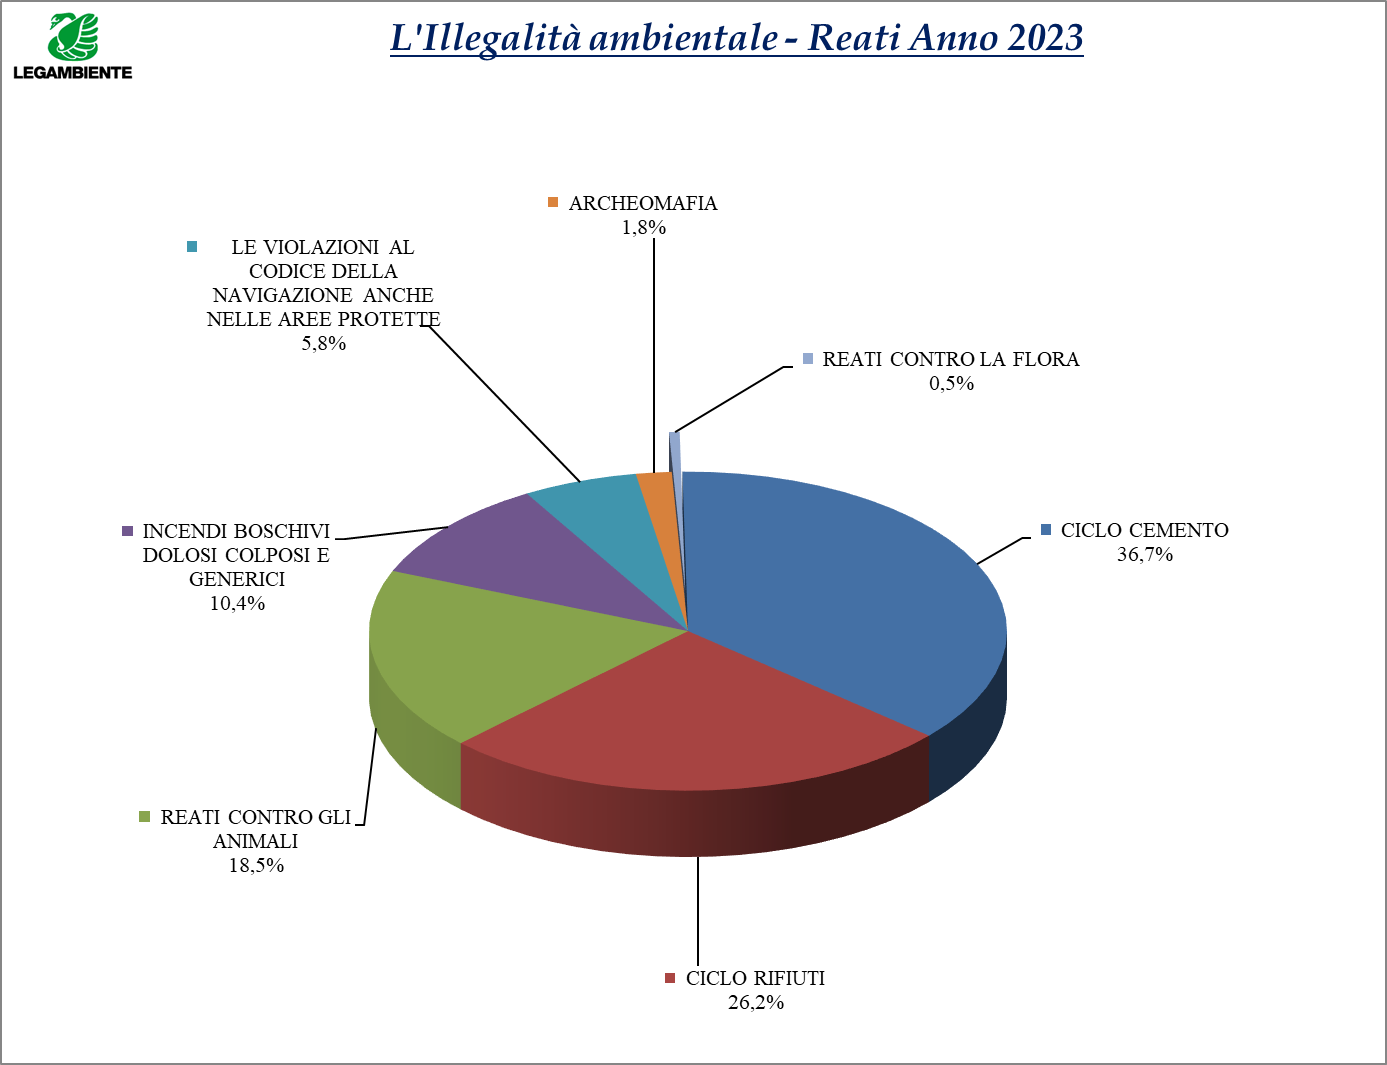 LEGAMBIENTE
L'Illegalità ambientale - Reati Anno 2023
ARCHEOMAFIA
1,8%
LE VIOLAZIONI AL
CODICE DELLA
NAVIGAZIONE ANCHE
NELLE AREE PROTETTE
5,8%
REATI CONTRO LA FLORA
0,5%
INCENDI BOSCHIVI
DOLOSI COLPOSI E
GENERICI
10,4%
CICLO CEMENTO
36,7%
REATI CONTRO GLI
ANIMALI
18,5%
CICLO RIFIUTI
26,2%